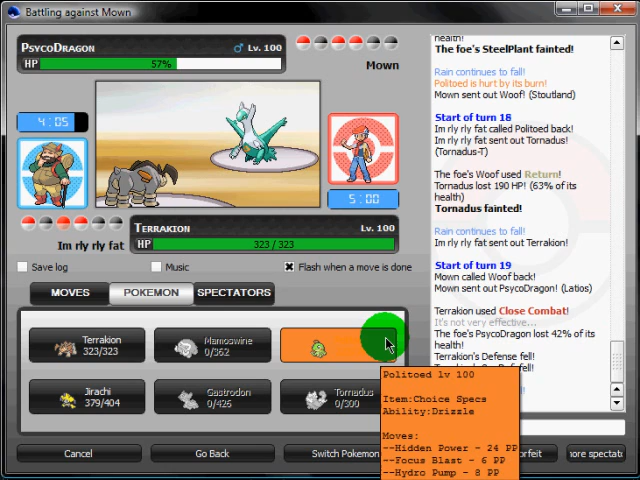 Battling against Mown
PsycoDragon Lv. 100
HP 57%
Mown
4:05
5:00
Im rly rly fat
Terrakion Lv. 100
HP 323 / 323
Save log
Music
Flash when a move is done
MOVES
POKEMON
SPECTATORS
Terrakion
323/323
Mamoswine
0/362
Jirachi
379/404
Gastrodon
0/426
Tornadus
0/300
Politoed lv 100
Item:Choice Specs
Ability:Drizzle
Moves:
--Hidden Power - 24 PP
--Focus Blast - 6 PP
--Hydro Pump - 8 PP
Cancel
Go Back
Switch Pokemon
orfeit
ore spectat
health!
The foe's SteelPlant fainted!
Rain continues to fall!
Politoed is hurt by its burn!
Mown sent out Woof! (Stoutland)
Start of turn 18
Im rly rly fat called Politoed back!
Im rly rly fat sent out Tornadus!
(Tornadus-T)
The foe's Woof used Return!
Tornadus lost 190 HP! (63% of its
health)
Tornadus fainted!
Rain continues to fall!
Im rly rly fat sent out Terrakion!
Start of turn 19
Mown called Woof back!
Mown sent out PsycoDragon! (Latios)
Terrakion used Close Combat!
It's not very effective...
The foe's PsycoDragon lost 42% of its
health!
Terrakion's Defense fell!